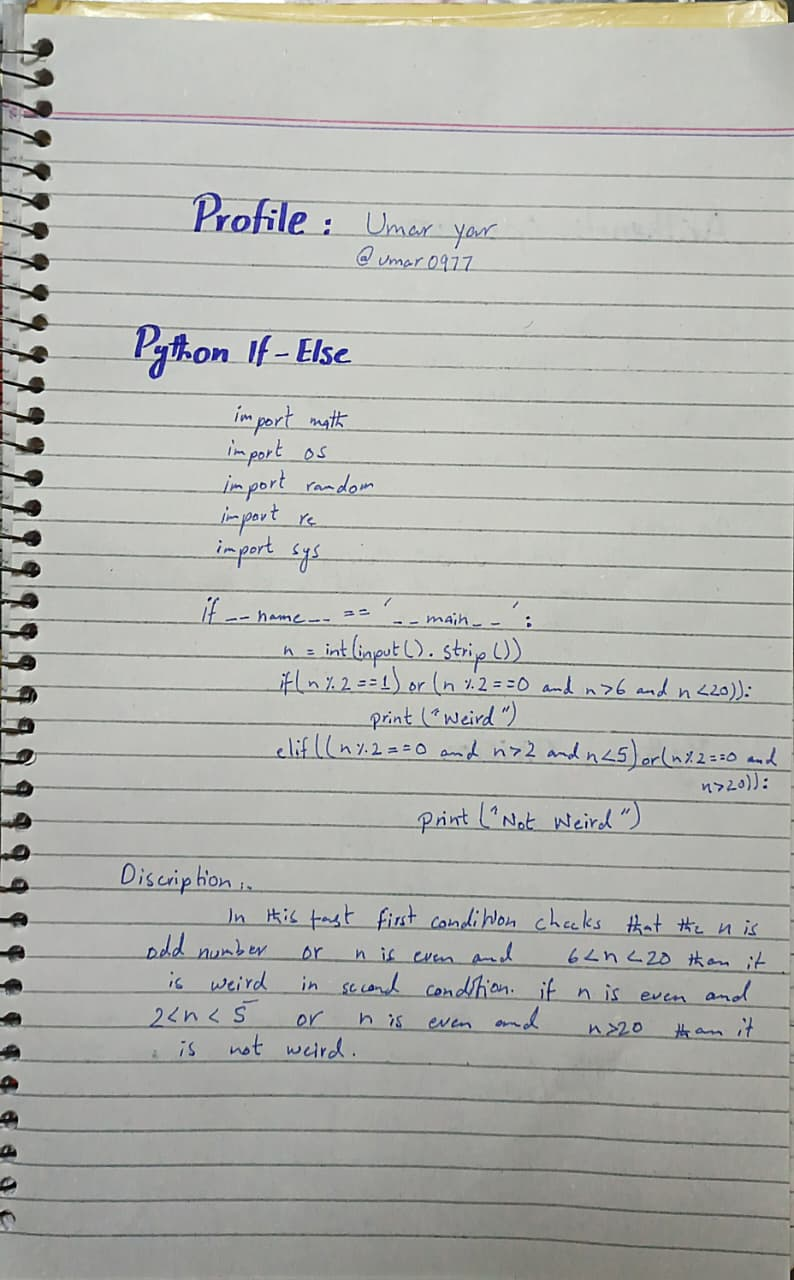 Profile : Umar yar
@umar0977
Python If-Else
import math
import os
import random
import re
import sys
if __name__ == '__main__':
n = int(input().strip())
if(n%2==1) or (n%2==0 and n>6 and n<20)):
print("Weird")
elif((n%2==0 and n>2 and n<5) or(n%2==0 and
n>20)):
print("Not Weird")
Discription :.
In this first condition checks that the n is
odd number or n is even and 6<n<20 than it
is weird in second condition. if n is even and
2<n<5 or n is even and n>20 than it
is not weird.